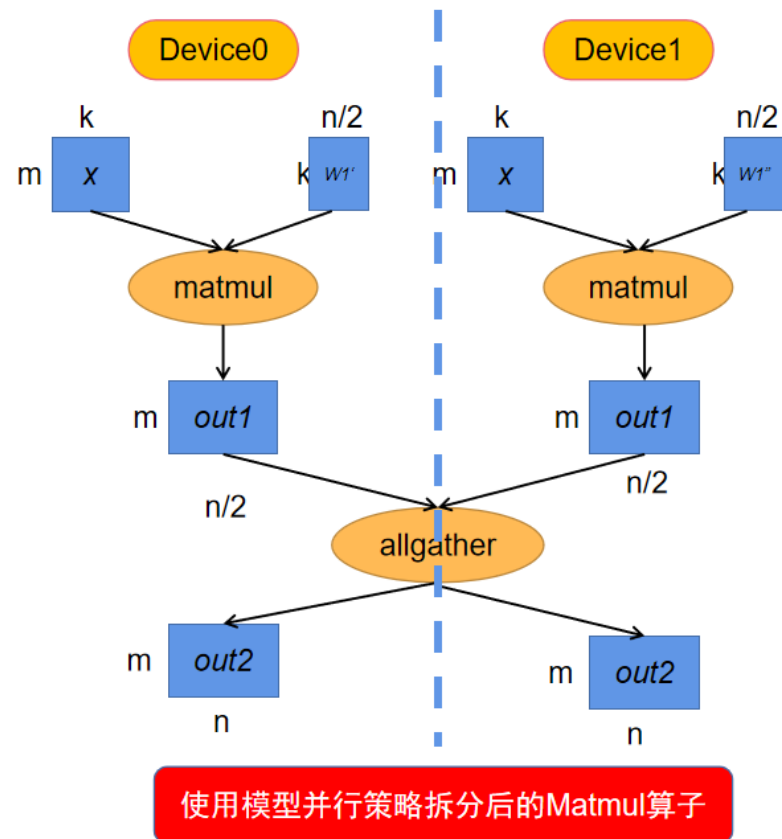 Device0
Device1
k
n/2
k
n/2
m
x
k
W1‘
m
x
k
W1”
matmul
matmul
m
out1
m
out1
n/2
n/2
allgather
m
out2
m
out2
n
n
使用模型并行策略拆分后的Matmul算子